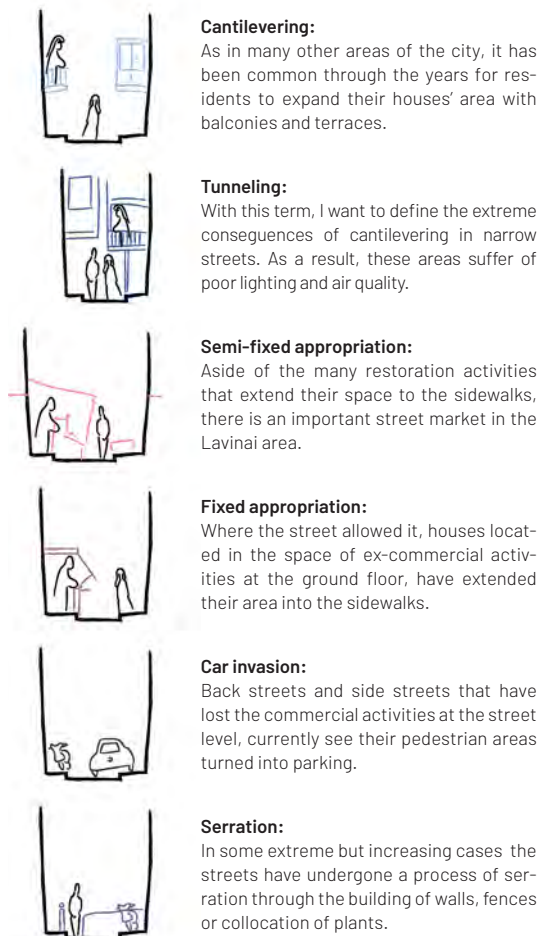 Cantilevering:
As in many other areas of the city, it has
been common through the years for res-
idents to expand their houses' area with
balconies and terraces.
Tunneling:
With this term, I want to define the extreme
conseguences of cantilevering in narrow
streets. As a result, these areas suffer of
poor lighting and air quality.
Semi-fixed appropriation:
Aside of the many restoration activities
that extend their space to the sidewalks,
there is an important street market in the
Lavinai area.
Fixed appropriation:
Where the street allowed it, houses locat-
ed in the space of ex-commercial activ-
ities at the ground floor, have extended
their area into the sidewalks.
Car invasion:
Back streets and side streets that have
lost the commercial activities at the street
level, currently see their pedestrian areas
turned into parking.
Serration:
In some extreme but increasing cases the
streets have undergone a process of ser-
ration through the building of walls, fences
or collocation of plants.